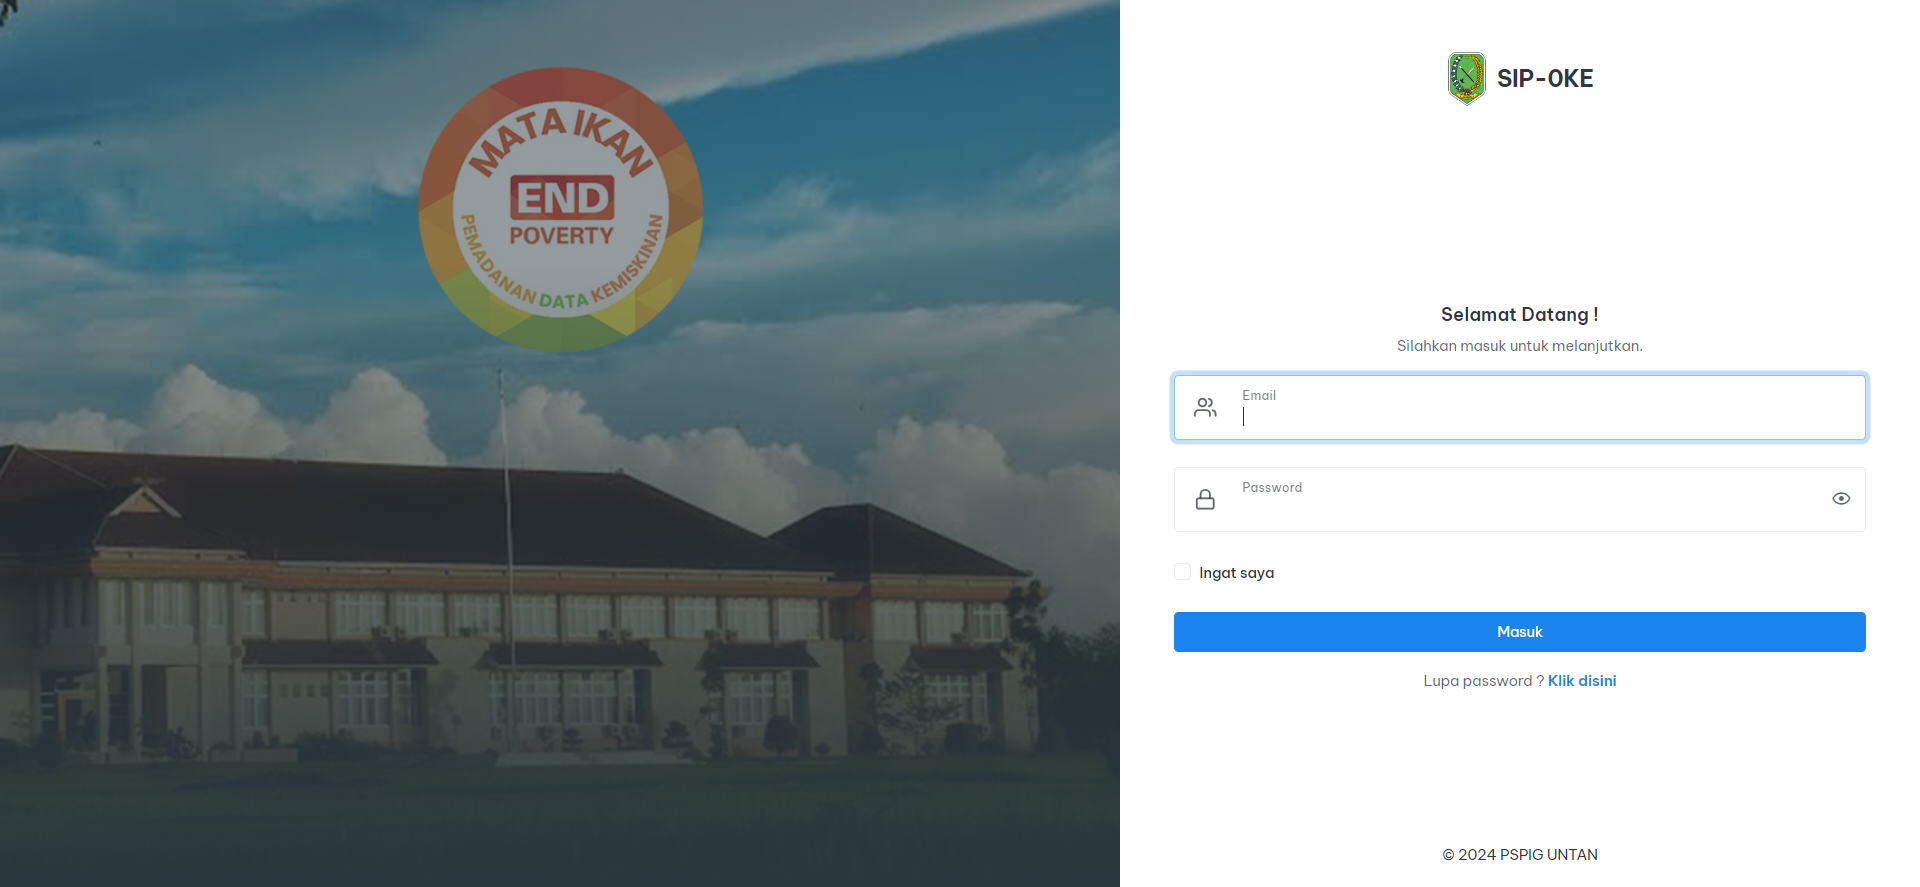 MATA IKAN
END
POVERTY
PEMADANAN DATA KEMISKINAN
SIP-OKE
Selamat Datang !
Silahkan masuk untuk melanjutkan.
Email
Password
Ingat saya
Masuk
Lupa password ? Klik disini
© 2024 PSPIG UNTAN